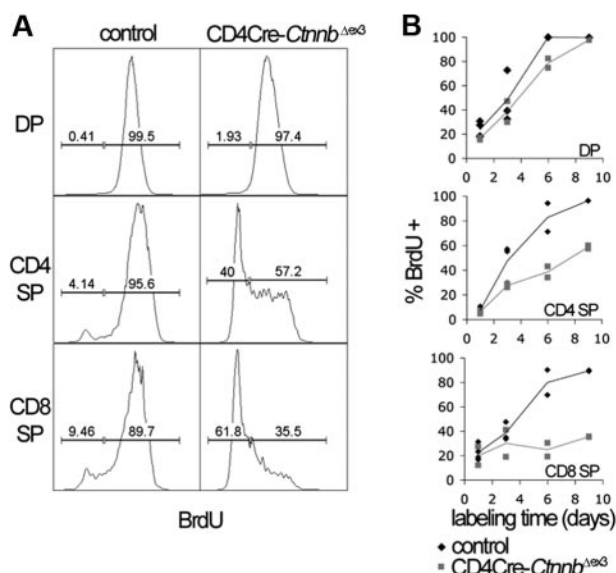 A
control
CD4Cre-Ctnnb^Δex3
DP
0.41 99.5
1.93 97.4
CD4
SP
4.14 95.6
40 57.2
CD8
SP
9.46 89.7
61.8 35.5
BrdU
B
% BrdU +
100
80
60
40
20
0
DP
0 2 4 6 8 10
100
80
60
40
20
0
CD4 SP
0 2 4 6 8 10
100
80
60
40
20
0
CD8 SP
0 2 4 6 8 10
labeling time (days)
control
CD4Cre-Ctnnb^Δex3